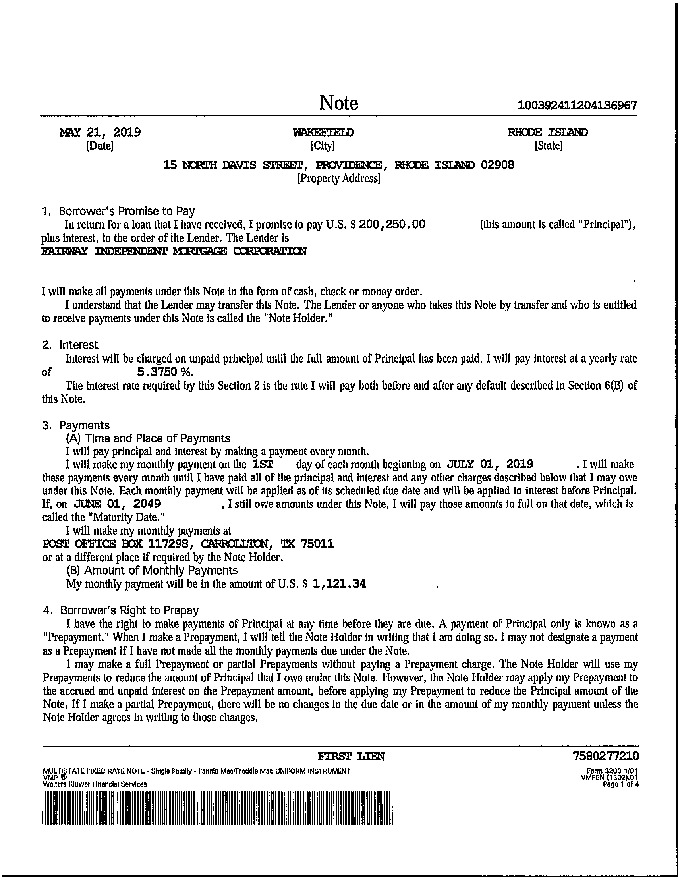 Note
100392411204136967
MAY 21, 2019 WAKEFIELD RHODE ISLAND
[Date] [City] [State]
15 NORTH DAVIS STREET, PROVIDENCE, RHODE ISLAND 02908
[Property Address]
1. Borrower's Promise to Pay
In return for a loan that I have received, I promise to pay U.S. $ 200,250.00 (this amount is called "Principal"),
plus interest, to the order of the Lender. The Lender is
FAIRWAY INDEPENDENT MORTGAGE CORPORATION
I will make all payments under this Note in the form of cash, check or money order.
I understand that the Lender may transfer this Note. The Lender or anyone who takes this Note by transfer and who is entitled
to receive payments under this Note is called the "Note Holder."
2. Interest
Interest will be charged on unpaid principal until the full amount of Principal has been paid. I will pay interest at a yearly rate
of 5.3750 %.
The interest rate required by this Section 2 is the rate I will pay both before and after any default described in Section 6(B) of
this Note.
3. Payments
(A) Time and Place of Payments
I will pay principal and interest by making a payment every month.
I will make my monthly payment on the 1ST day of each month beginning on JULY 01, 2019 . I will make
these payments every month until I have paid all of the principal and interest and any other charges described below that I may owe
under this Note. Each monthly payment will be applied as of its scheduled due date and will be applied to interest before Principal.
If, on JUNE 01, 2049 , I still owe amounts under this Note, I will pay those amounts in full on that date, which is
called the "Maturity Date."
I will make my monthly payments at
POST OFFICE BOX 117298, CARROLLTON, TX 75011
or at a different place if required by the Note Holder.
(B) Amount of Monthly Payments
My monthly payment will be in the amount of U.S. $ 1,121.34 .
4. Borrower's Right to Prepay
I have the right to make payments of Principal at any time before they are due. A payment of Principal only is known as a
"Prepayment." When I make a Prepayment, I will tell the Note Holder in writing that I am doing so. I may not designate a payment
as a Prepayment if I have not made all the monthly payments due under the Note.
I may make a full Prepayment or partial Prepayments without paying a Prepayment charge. The Note Holder will use my
Prepayments to reduce the amount of Principal that I owe under this Note. However, the Note Holder may apply my Prepayment to
the accrued and unpaid interest on the Prepayment amount, before applying my Prepayment to reduce the Principal amount of the
Note. If I make a partial Prepayment, there will be no changes in the due date or in the amount of my monthly payment unless the
Note Holder agrees in writing to those changes.
FIRST LIEN 7580277210
MULTISTATE FIXED RATE NOTE - Single Family - Fannie Mae/Freddie Mac UNIFORM INSTRUMENT Form 3200 1/01
VMP ®
Wolters Kluwer Financial Services Page 1 of 4